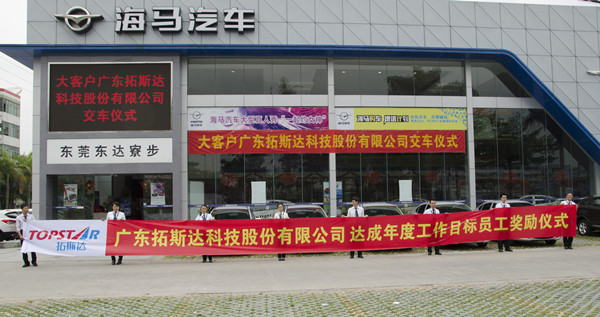 海马汽车
大客户广东拓斯达
科技股份有限公司
交车仪式
东莞东达寮步
大客户广东拓斯达科技股份有限公司交车仪式
TOPSTAR
拓斯达
广东拓斯达科技股份有限公司 达成年度工作目标员工奖励仪式